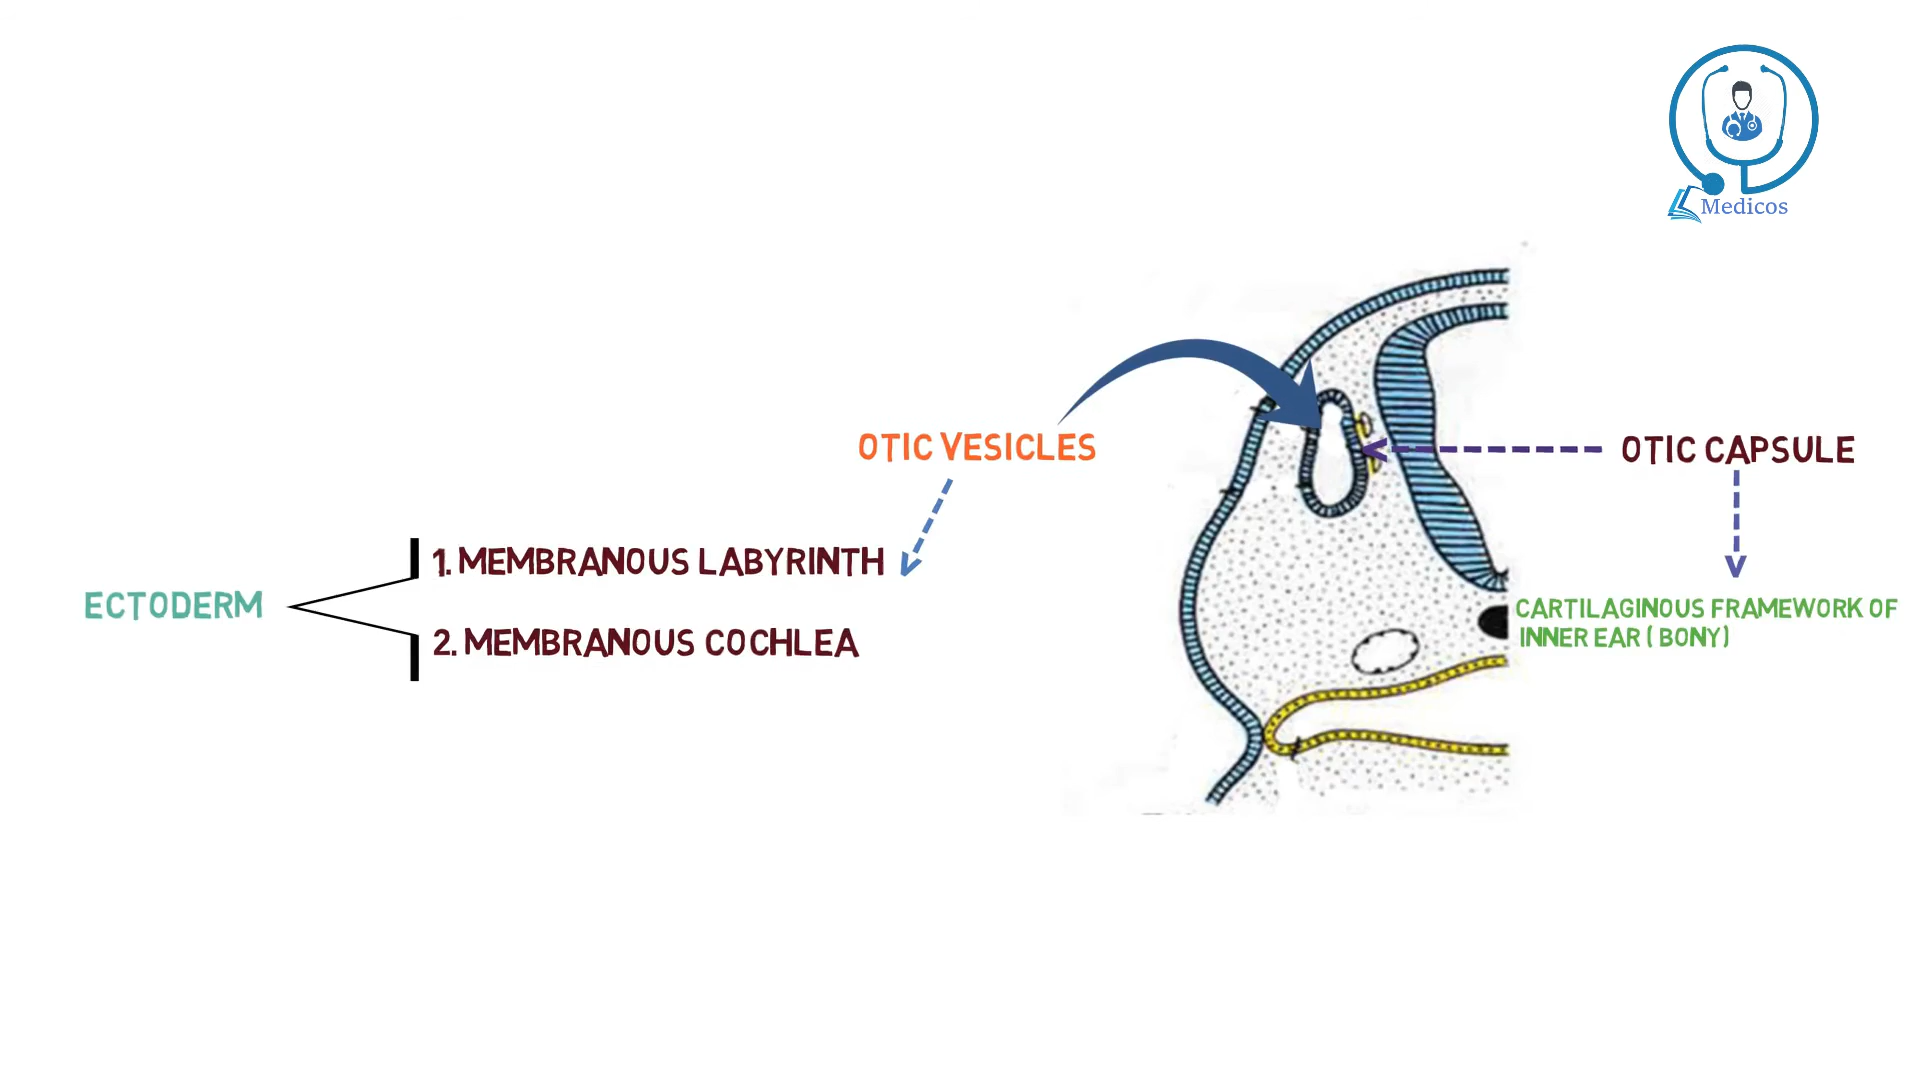 Medicos
OTIC VESICLES
OTIC CAPSULE
1. MEMBRANOUS LABYRINTH
ECTODERM
2. MEMBRANOUS COCHLEA
CARTILAGINOUS FRAMEWORK OF
INNER EAR ( BONY)